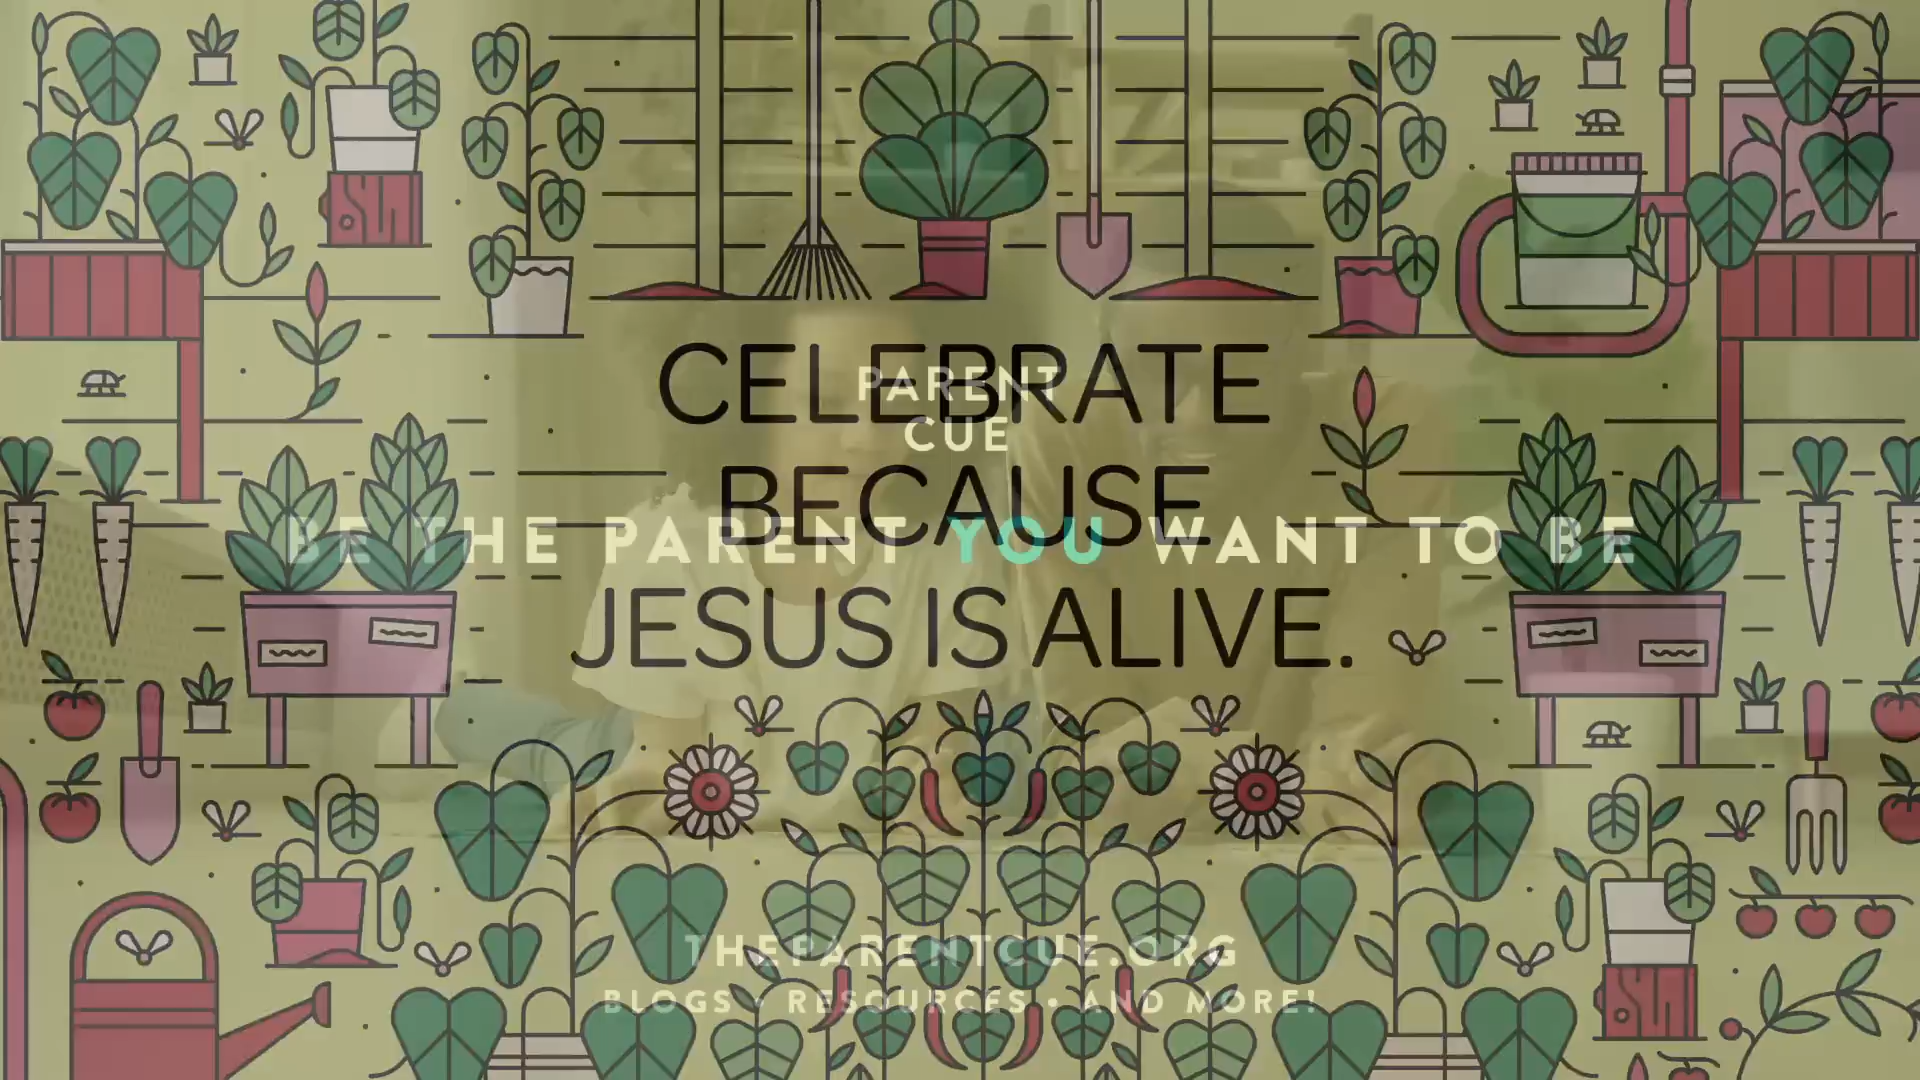 CELEBRATE
BECAUSE
JESUS IS ALIVE.
PARENT
CUE
BE THE PARENT YOU WANT TO BE
THEPARENTCUE.ORG
BLOGS • RESOURCES • AND MORE!